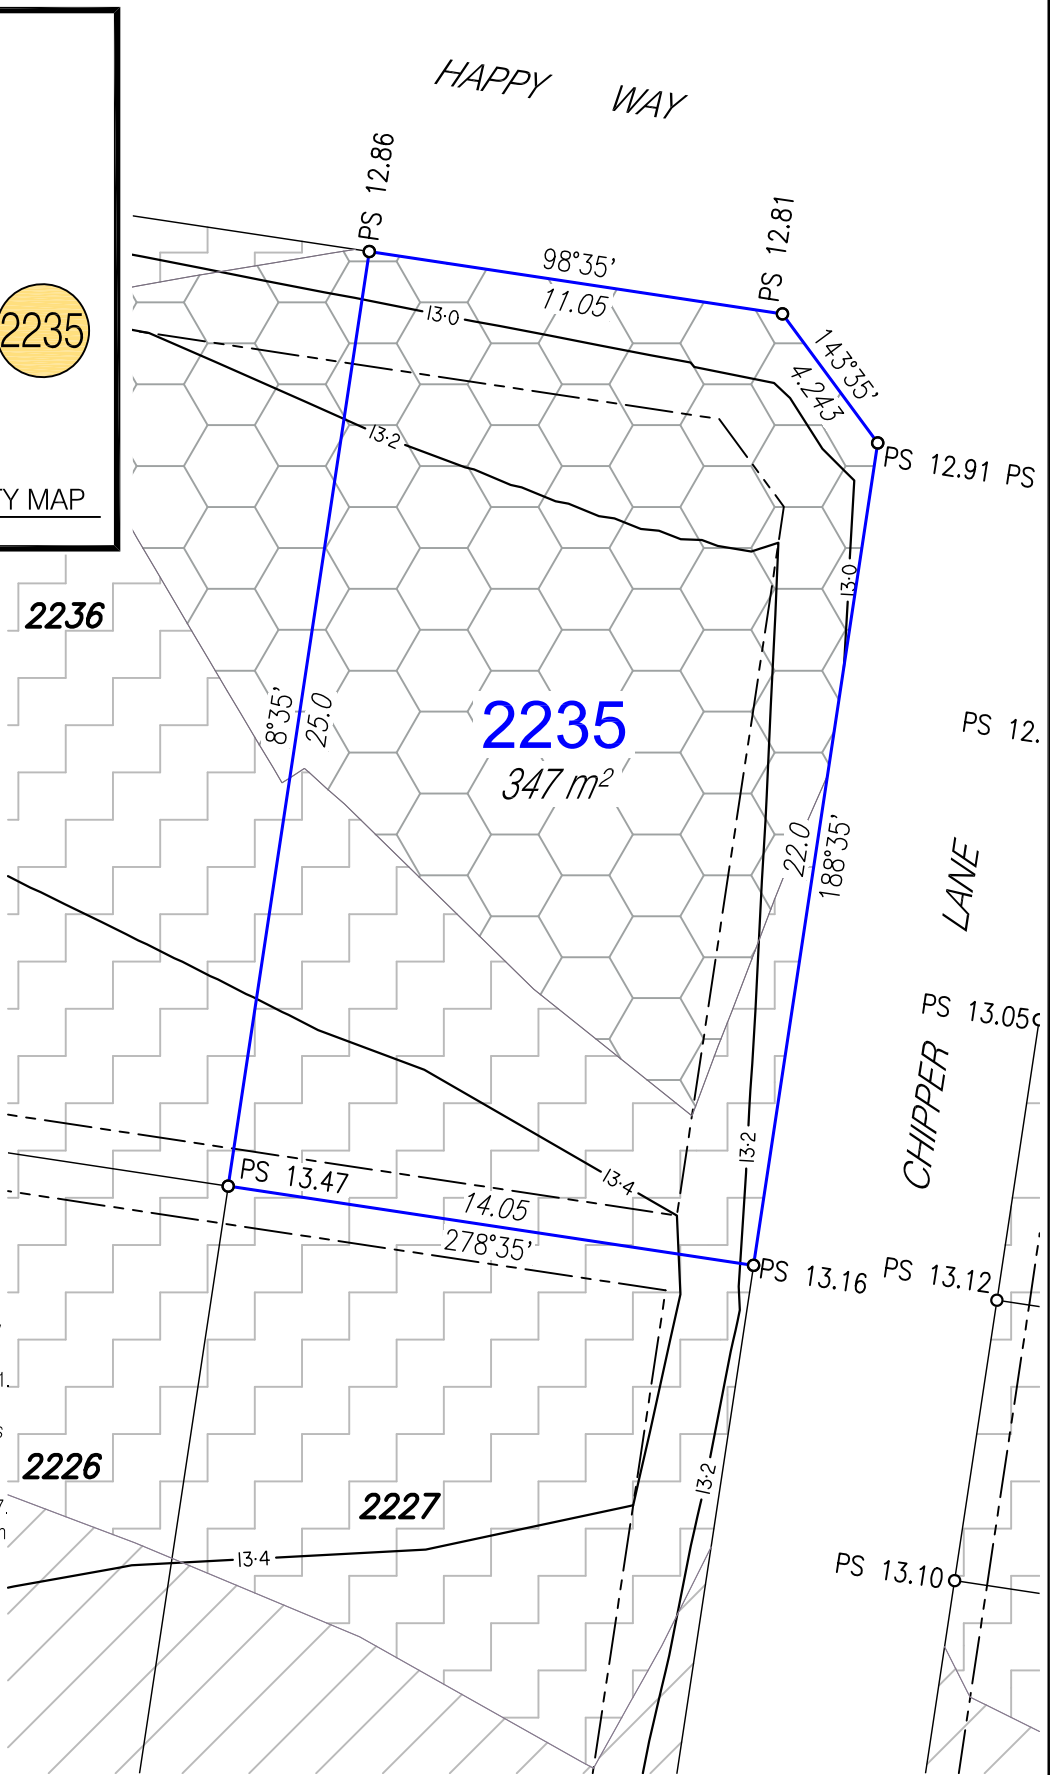 HAPPY WAY
PS 12.86
PS 12.81
98°35'
11.05
143°35'
4.243
13·0
2235
13·2
PS 12.91 PS
TY MAP
13·0
2236
8°35'
25.0
2235
347 m²
PS 12.
22.0
188°35'
CHIPPER LANE
PS 13.05
13·2
PS 13.47
13·4
14.05
278°35'
PS 13.16
PS 13.12
2226
2227
13·2
13·4
PS 13.10